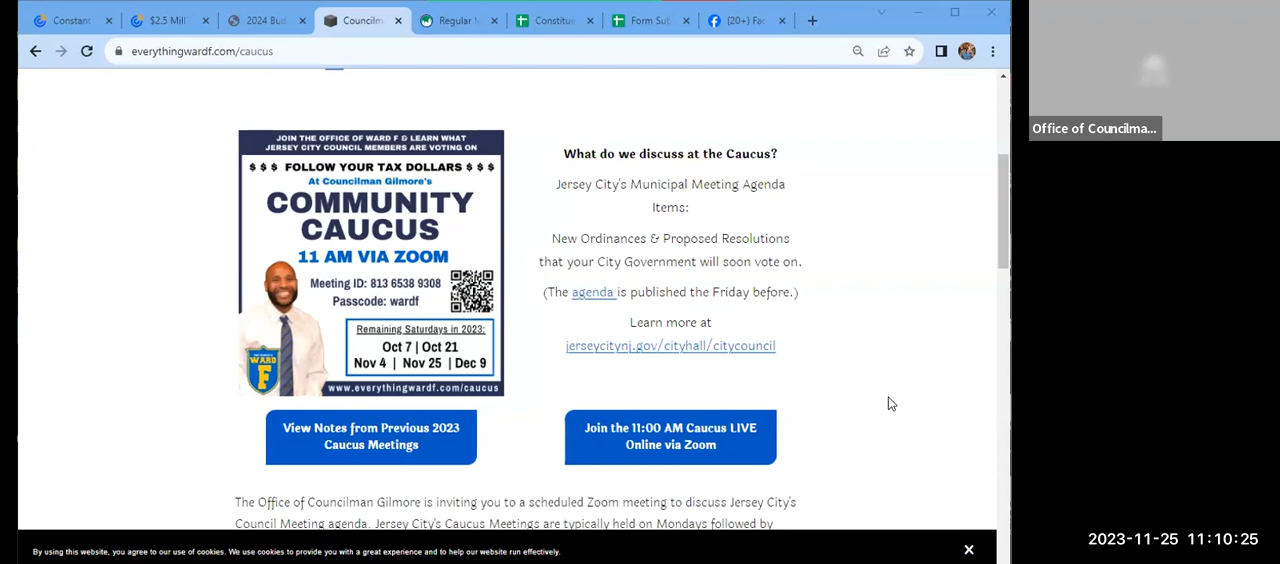 Constant
$2.5 Mill
2024 Bud
Councilm
Regular M
Constitue
Form Sub
(20+) Fac
everythingwardf.com/caucus
Office of Councilma...
JOIN THE OFFICE OF WARD F & LEARN WHAT
JERSEY CITY COUNCIL MEMBERS ARE VOTING ON
$ $ $ FOLLOW YOUR TAX DOLLARS $ $ $
At Councilman Gilmore's
COMMUNITY
CAUCUS
11 AM VIA ZOOM
Meeting ID: 813 6538 9308
Passcode: wardf
Remaining Saturdays in 2023:
Oct 7 | Oct 21
Nov 4 | Nov 25 | Dec 9
WARD
F
www.everythingwardf.com/caucus
What do we discuss at the Caucus?
Jersey City's Municipal Meeting Agenda
Items:
New Ordinances & Proposed Resolutions
that your City Government will soon vote on.
(The agenda is published the Friday before.)
Learn more at
jerseycitynj.gov/cityhall/citycouncil
View Notes from Previous 2023
Caucus Meetings
Join the 11:00 AM Caucus LIVE
Online via Zoom
The Office of Councilman Gilmore is inviting you to a scheduled Zoom meeting to discuss Jersey City's
Council Meeting agenda. Jersey City's Caucus Meetings are typically held on Mondays followed by
By using this website, you agree to our use of cookies. We use cookies to provide you with a great experience and to help our website run effectively.
2023-11-25 11:10:25